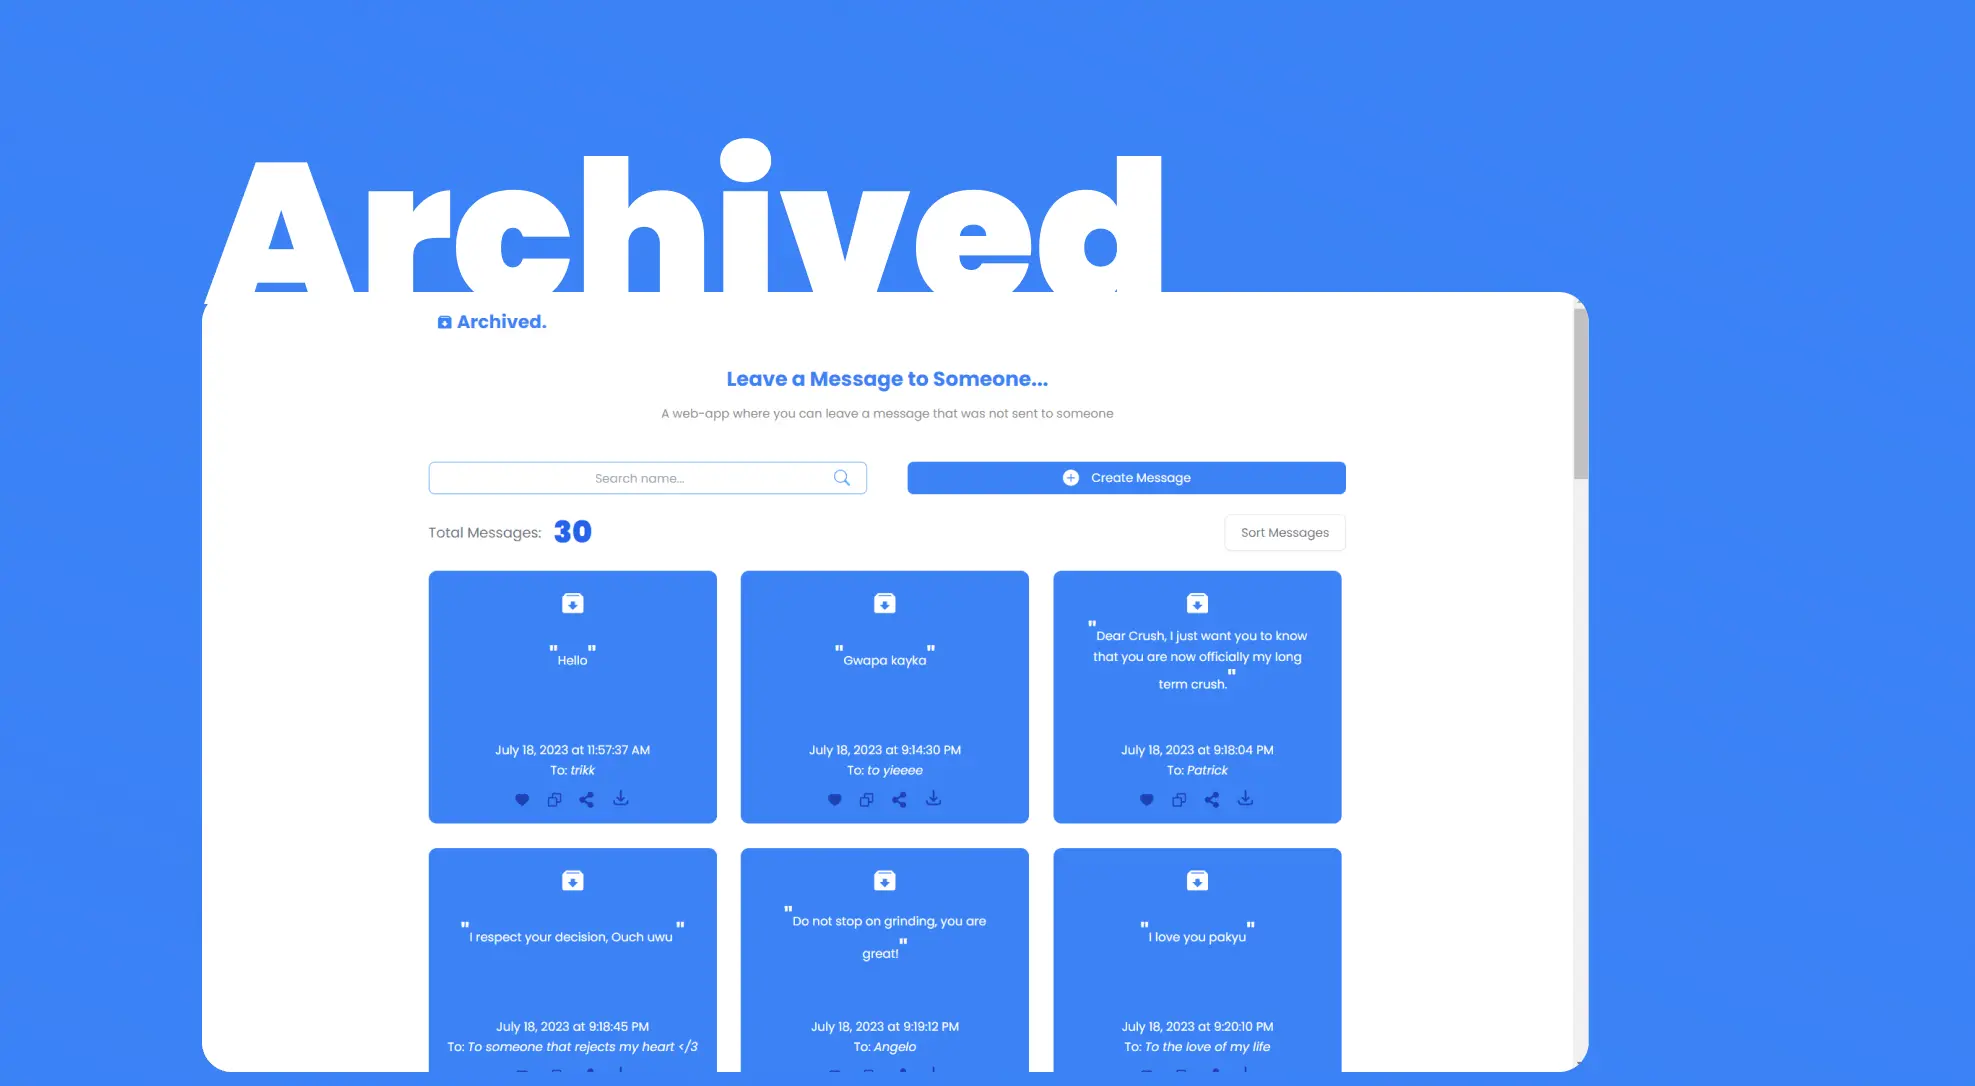 Archived
Archived.
Leave a Message to Someone...
A web-app where you can leave a message that was not sent to someone
Search name...
Create Message
Total Messages: 30
Sort Messages
"Hello"
July 18, 2023 at 11:57:37 AM
To: trikk
"Gwapa kayka"
July 18, 2023 at 9:14:30 PM
To: to yieeee
"Dear Crush, I just want you to know
that you are now officially my long
term crush."
July 18, 2023 at 9:18:04 PM
To: Patrick
"I respect your decision, Ouch uwu"
July 18, 2023 at 9:18:45 PM
To: To someone that rejects my heart </3
"Do not stop on grinding, you are
great!"
July 18, 2023 at 9:19:12 PM
To: Angelo
"I love you pakyu"
July 18, 2023 at 9:20:10 PM
To: To the love of my life